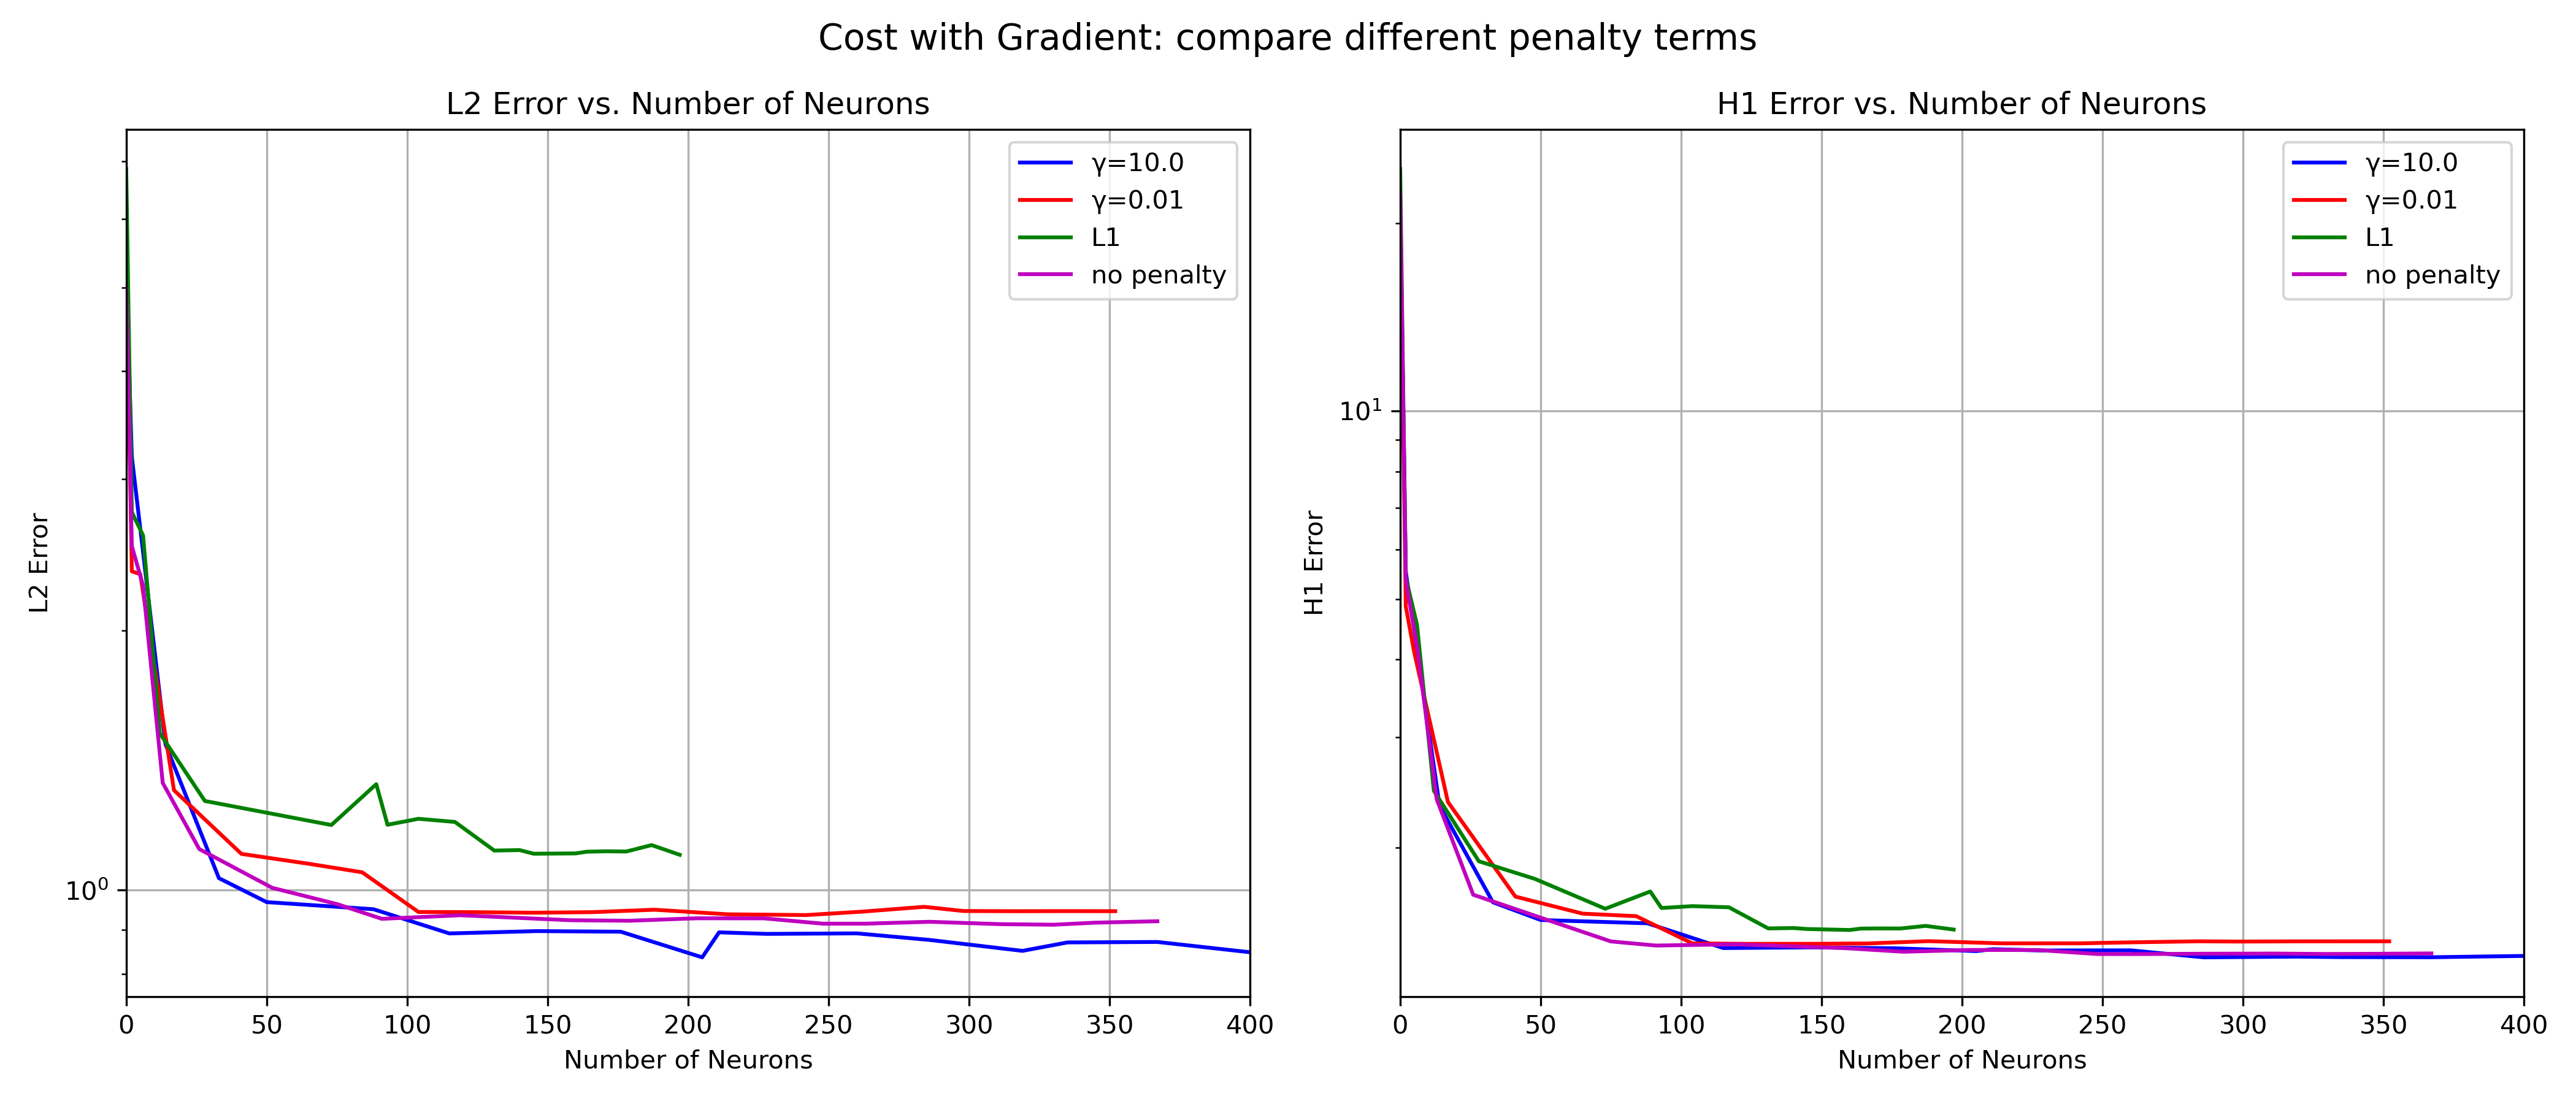 Cost with Gradient: compare different penalty terms
L2 Error vs. Number of Neurons
γ=10.0
γ=0.01
L1
no penalty
L2 Error
10⁰
0 50 100 150 200 250 300 350 400
Number of Neurons
H1 Error vs. Number of Neurons
γ=10.0
γ=0.01
L1
no penalty
H1 Error
10¹
0 50 100 150 200 250 300 350 400
Number of Neurons